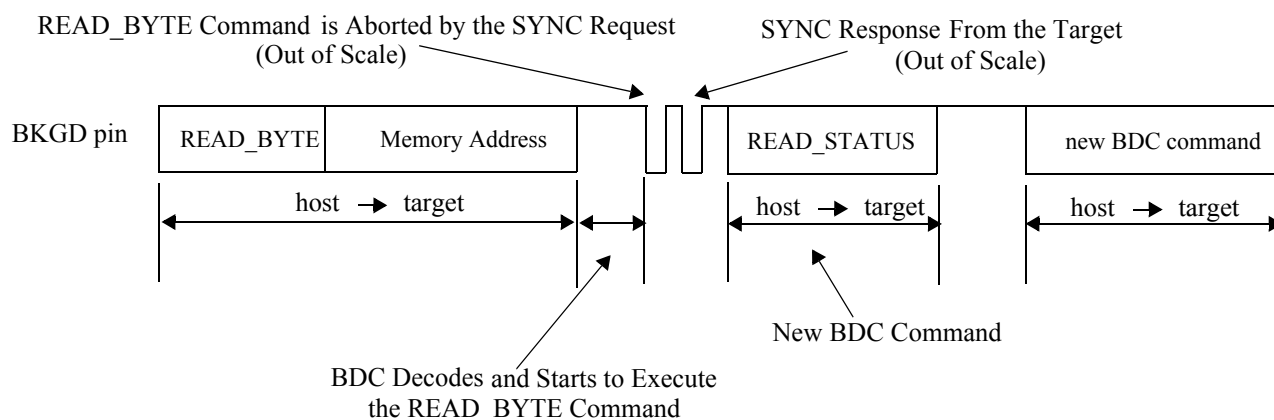 READ_BYTE Command is Aborted by the SYNC Request
(Out of Scale)
SYNC Response From the Target
(Out of Scale)
BKGD pin
READ_BYTE
Memory Address
READ_STATUS
new BDC command
host → target
host → target
host → target
New BDC Command
BDC Decodes and Starts to Execute
the READ_BYTE Command